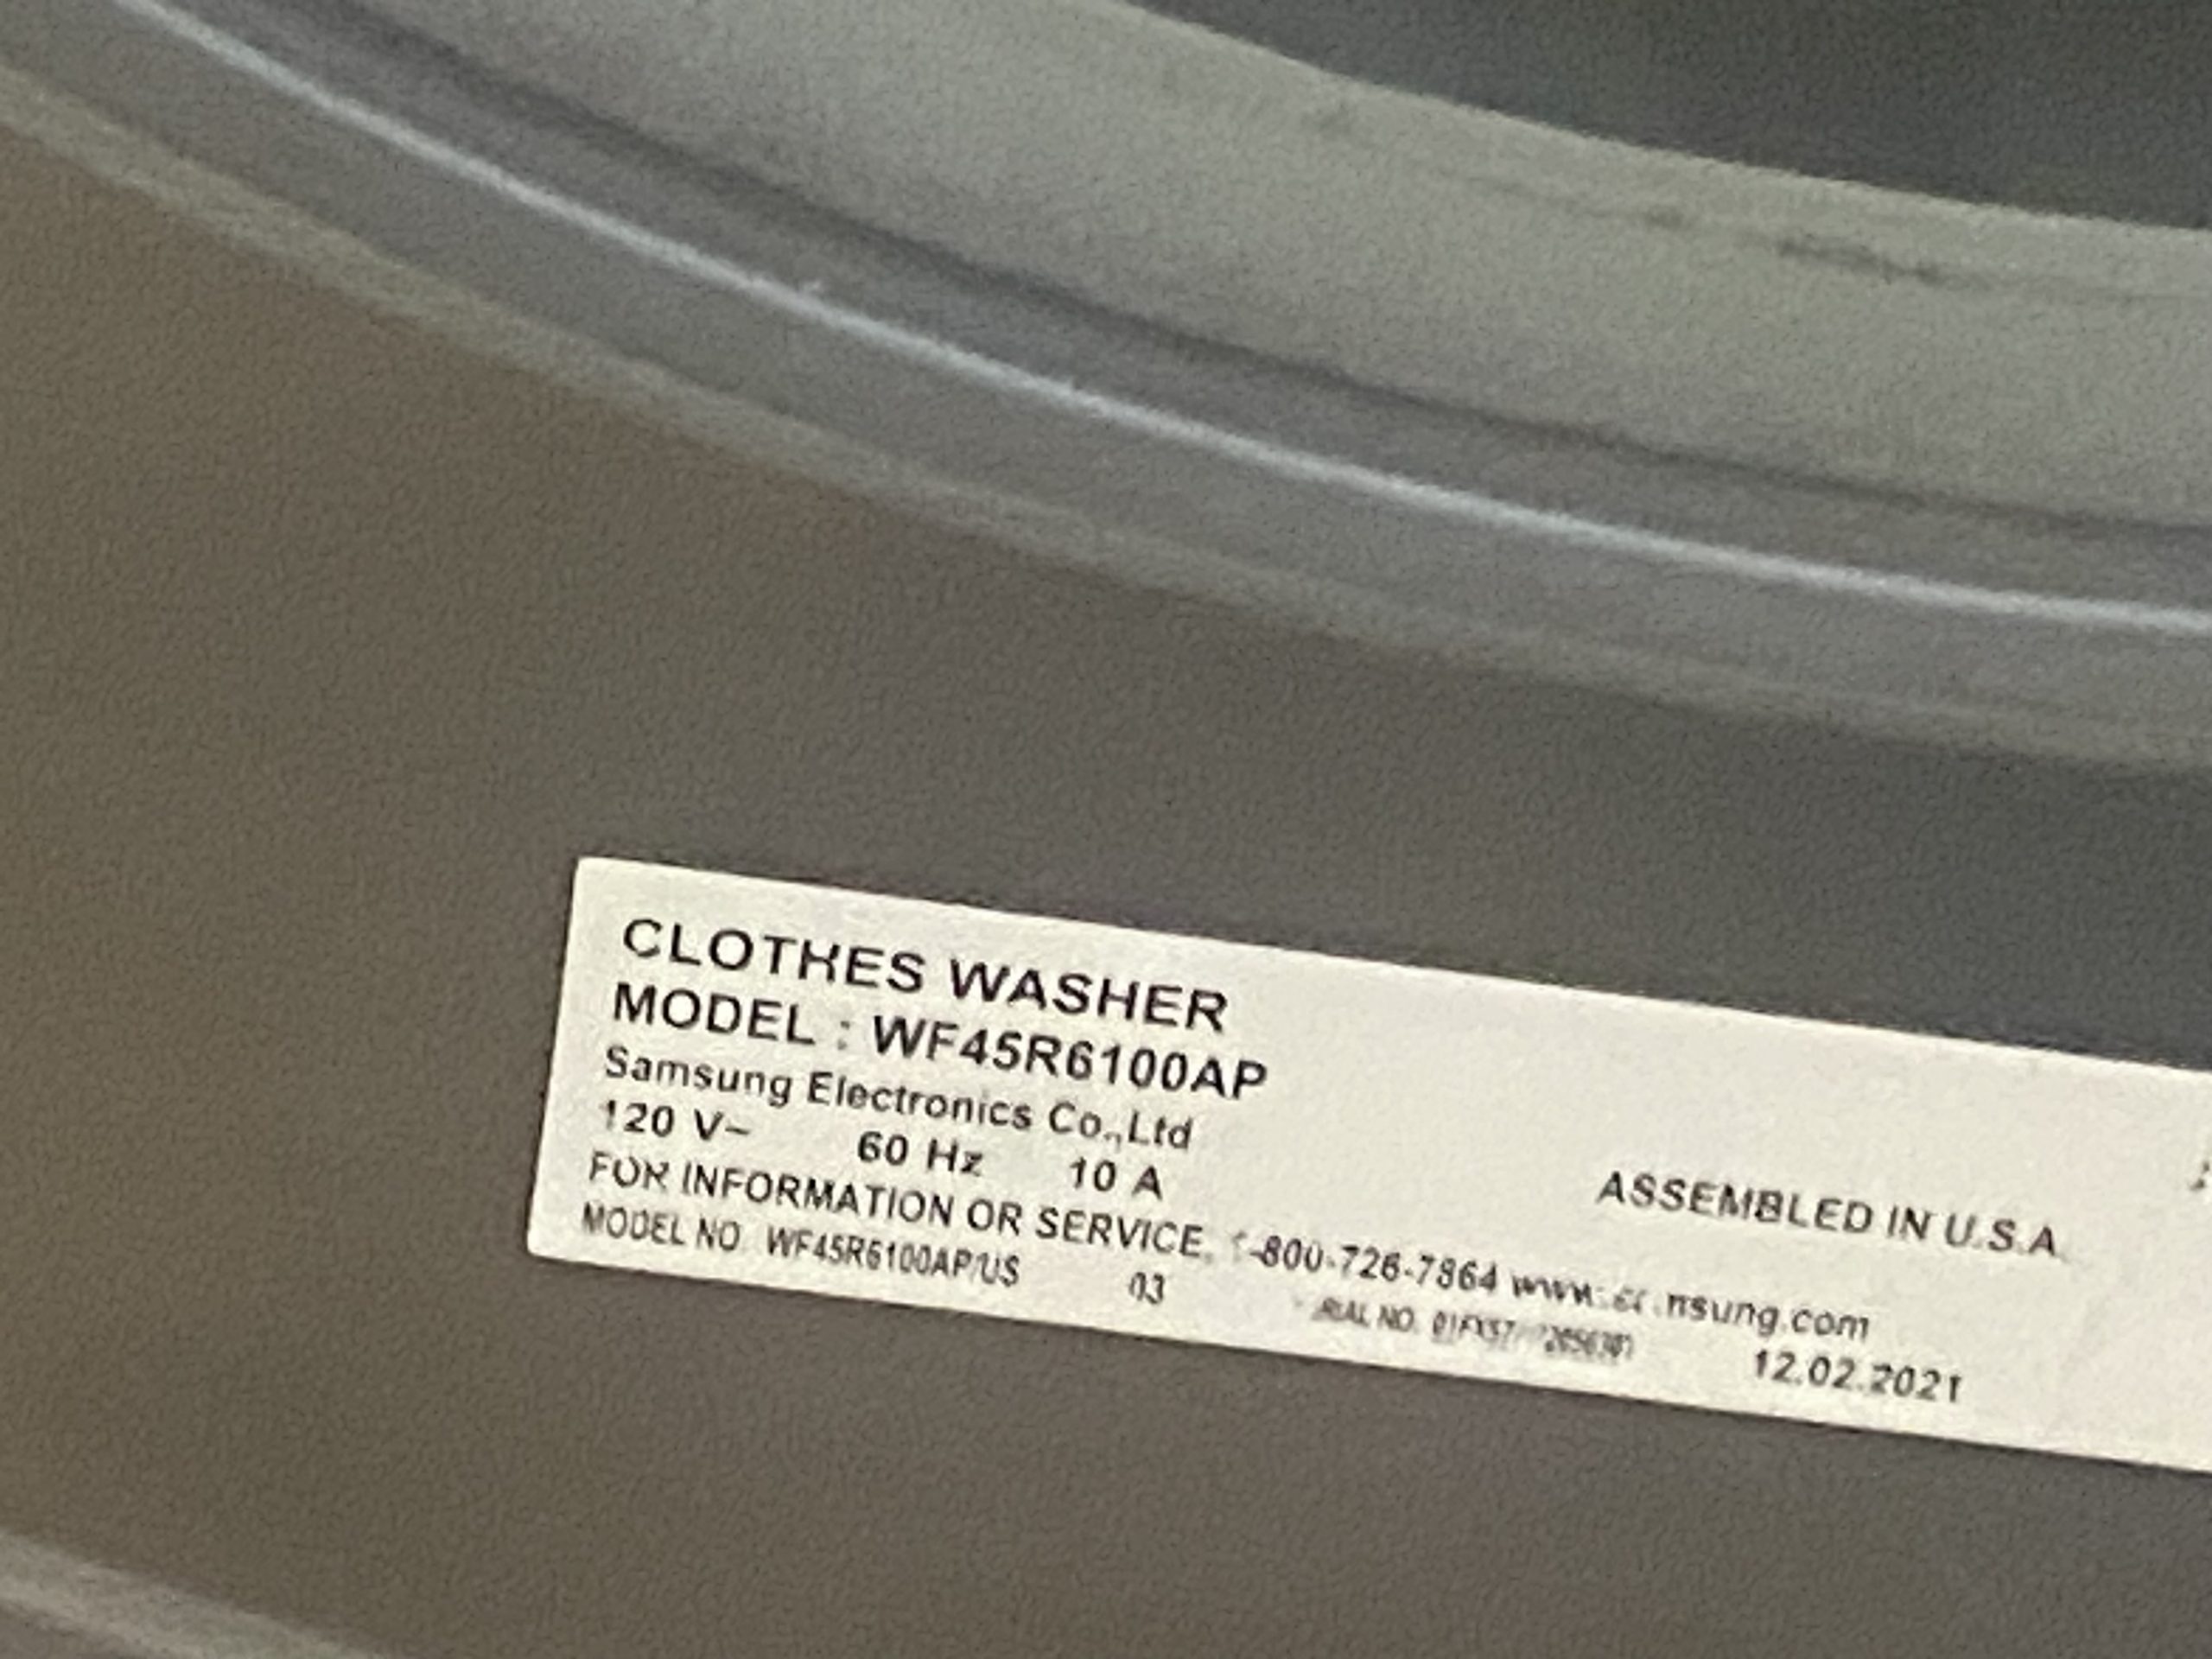 CLOTHES WASHER
MODEL : WF45R6100AP
Samsung Electronics Co.,Ltd
120 V~ 60 Hz 10 A
ASSEMBLED IN U.S.A.
FOR INFORMATION OR SERVICE, 1-800-726-7864
MODEL NO. WF45R6100AP/US 03 NO. 12.02.2021